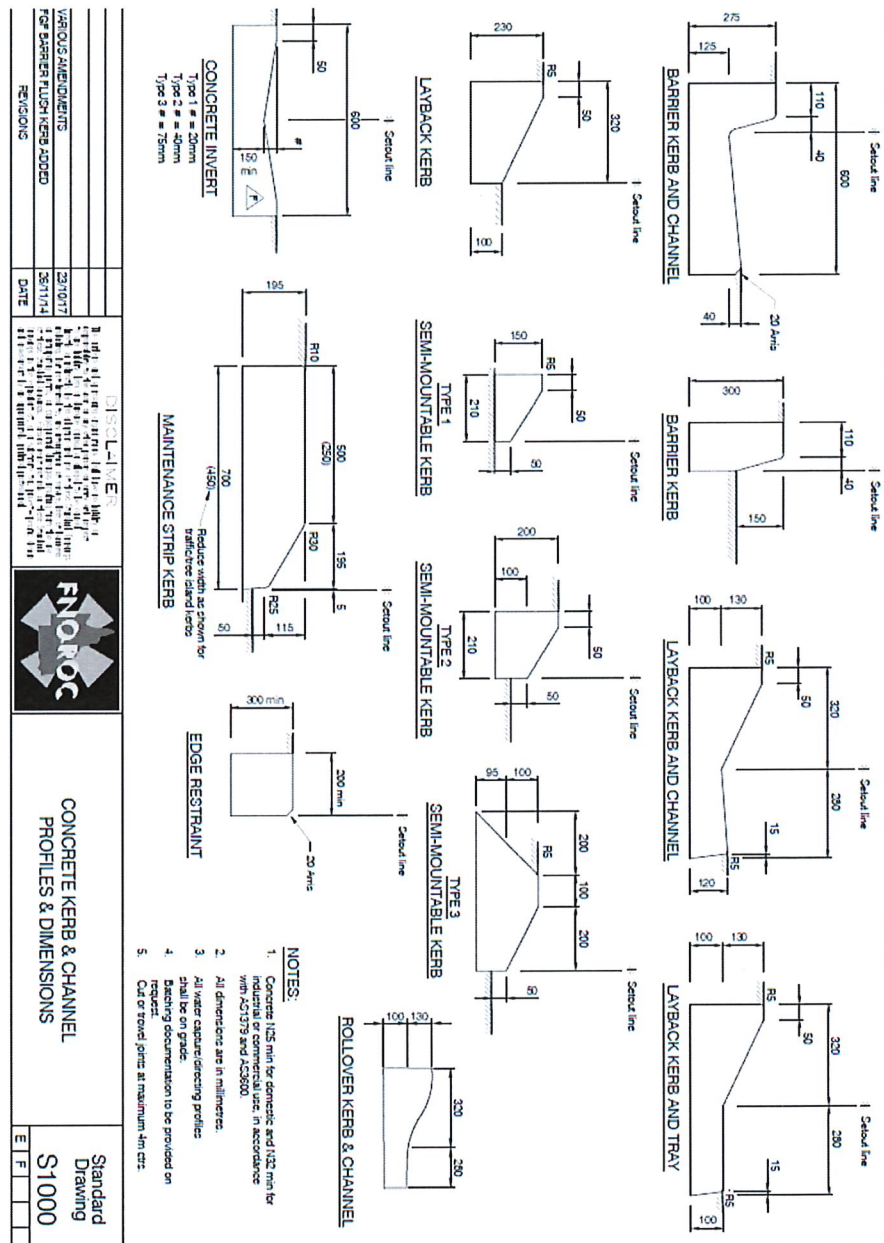 275
125
110
40
600
Setout line
20 Arris
40
BARRIER KERB AND CHANNEL
300
110
40
Setout line
150
BARRIER KERB
100
130
R5
320
50
280
Setout line
15
R5
120
LAYBACK KERB AND CHANNEL
100
130
R5
320
50
280
Setout line
15
R5
100
LAYBACK KERB AND TRAY
230
R5
320
50
Setout line
100
LAYBACK KERB
150
R5
50
210
50
Setout line
TYPE 1
SEMI-MOUNTABLE KERB
200
100
50
210
50
Setout line
TYPE 2
SEMI-MOUNTABLE KERB
95
100
200
R5
100
200
50
Setout line
TYPE 3
SEMI-MOUNTABLE KERB
100
130
320
280
ROLLOVER KERB & CHANNEL
50
600
Setout line
#
150
F
CONCRETE INVERT
Type 1 # = 20mm
Type 2 # = 40mm
Type 3 # = 75mm
195
R10
500
(250)
R30
195
5
Setout line
700
(450)
R25
50
115
Reduce width as shown for
traffic/tree island kerbs
MAINTENANCE STRIP KERB
300 min
200 min
Setout line
20 Arris
EDGE RESTRAINT
NOTES:
1. Concrete N25 min for domestic and N32 min for
industrial or commercial use, in accordance
with AS1379 and AS3600.
2. All dimensions are in millimetres.
3. All water capture/directing profiles
shall be on grade.
4. Batching documentation to be provided on
request.
5. Cut or trowel joints at maximum 4m ctrs.
VARIOUS AMENDMENTS 23/10/17
BARRIER FLUSH KERB ADDED 26/11/14
REVISIONS DATE
DISCLAIMER
FNQROC
CONCRETE KERB & CHANNEL
PROFILES & DIMENSIONS
Standard
Drawing
S1000
E F